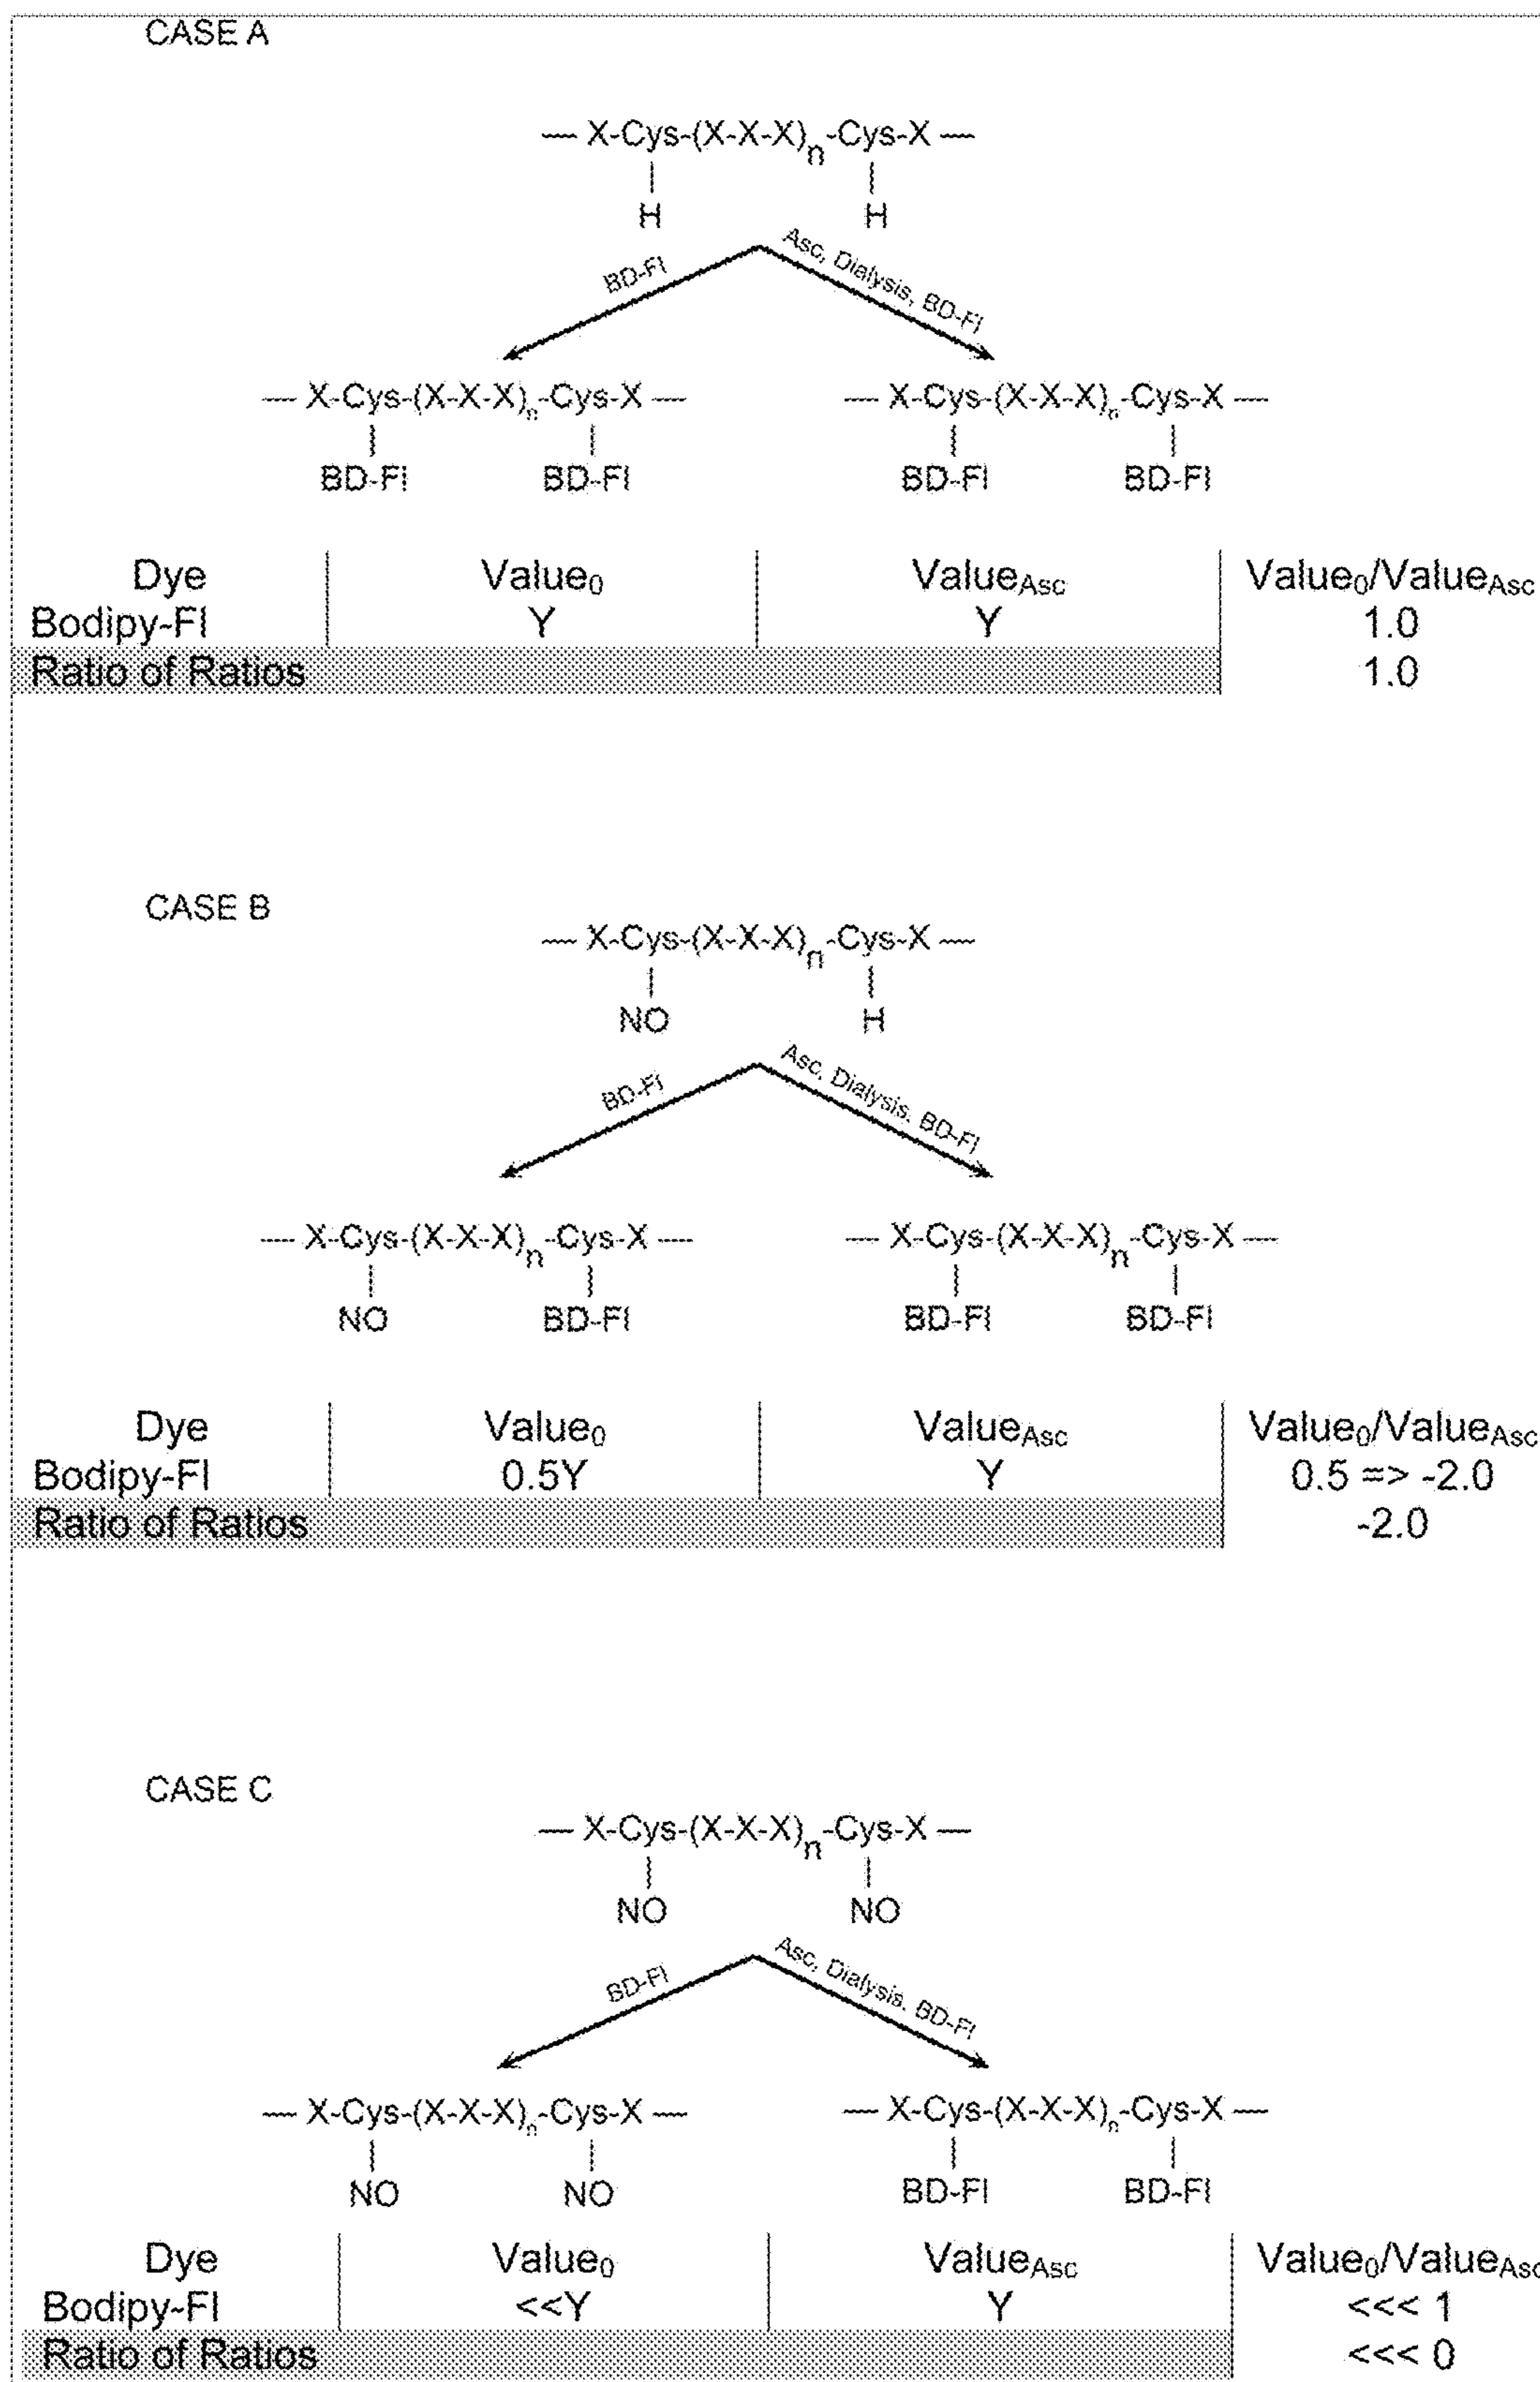 CASE A
— X-Cys-(X-X-X)n-Cys-X —
H H
BD-Fl Asc, Dialysis, BD-Fl
— X-Cys-(X-X-X)n-Cys-X — — X-Cys-(X-X-X)n-Cys-X —
BD-Fl BD-Fl BD-Fl BD-Fl
Dye Value0 ValueAsc Value0/ValueAsc
Bodipy-Fl Y Y 1.0
Ratio of Ratios 1.0
CASE B
— X-Cys-(X-X-X)n-Cys-X —
NO H
BD-Fl Asc, Dialysis, BD-Fl
— X-Cys-(X-X-X)n-Cys-X — — X-Cys-(X-X-X)n-Cys-X —
NO BD-Fl BD-Fl BD-Fl
Dye Value0 ValueAsc Value0/ValueAsc
Bodipy-Fl 0.5Y Y 0.5 => -2.0
Ratio of Ratios -2.0
CASE C
— X-Cys-(X-X-X)n-Cys-X —
NO NO
BD-Fl Asc, Dialysis, BD-Fl
— X-Cys-(X-X-X)n-Cys-X — — X-Cys-(X-X-X)n-Cys-X —
NO NO BD-Fl BD-Fl
Dye Value0 ValueAsc Value0/ValueAsc
Bodipy-Fl <<Y Y <<< 1
Ratio of Ratios <<< 0